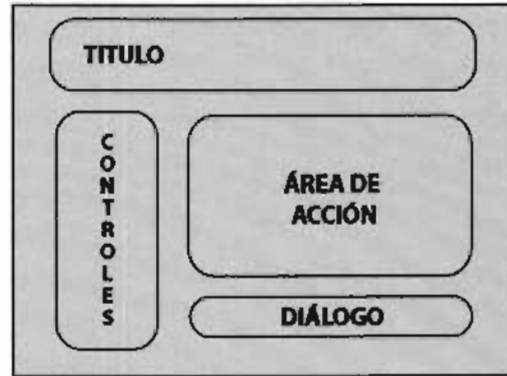 TITULO
CONTROLES
ÁREA DE
ACCIÓN
DIÁLOGO